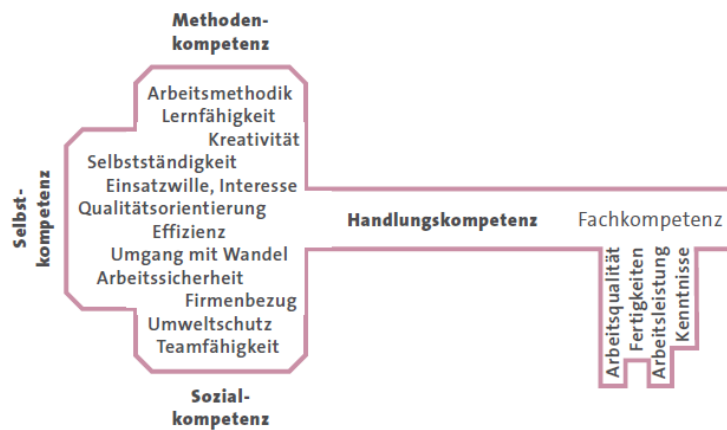 Methoden-
kompetenz
Arbeitsmethodik
Lernfähigkeit
Kreativität
Selbstständigkeit
Einsatzwille, Interesse
Qualitätsorientierung
Effizienz
Umgang mit Wandel
Arbeitssicherheit
Firmenbezug
Umweltschutz
Teamfähigkeit
Selbst-
kompetenz
Sozial-
kompetenz
Handlungskompetenz
Fachkompetenz
Arbeitsqualität
Fertigkeiten
Arbeitsleistung
Kenntnisse